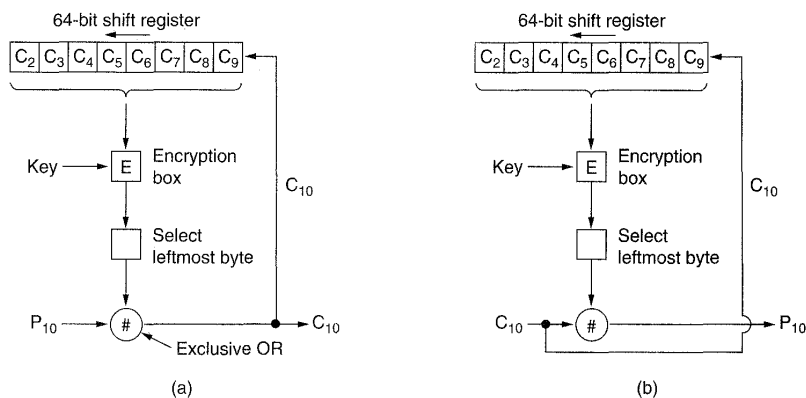 64-bit shift register
C2 C3 C4 C5 C6 C7 C8 C9
Key
E
Encryption
box
C10
Select
leftmost byte
P10
#
C10
Exclusive OR
(a)
64-bit shift register
C2 C3 C4 C5 C6 C7 C8 C9
Key
E
Encryption
box
C10
Select
leftmost byte
C10
#
P10
(b)